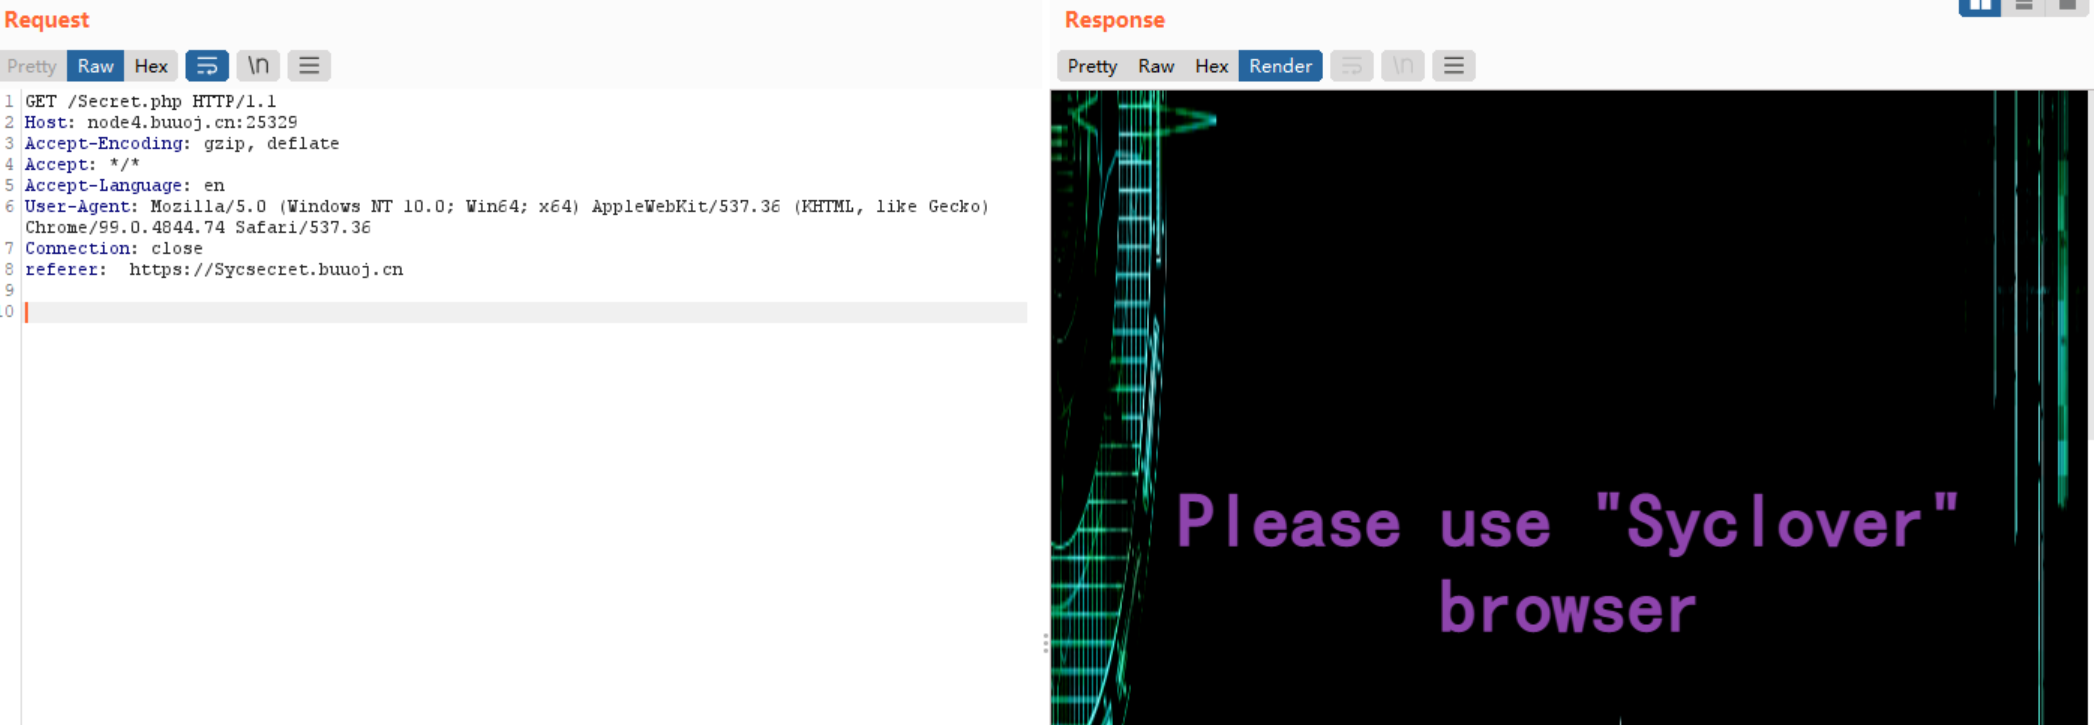 Request
Pretty Raw Hex \n
1 GET /Secret.php HTTP/1.1
2 Host: node4.buuoj.cn:25329
3 Accept-Encoding: gzip, deflate
4 Accept: */*
5 Accept-Language: en
6 User-Agent: Mozilla/5.0 (Windows NT 10.0; Win64; x64) AppleWebKit/537.36 (KHTML, like Gecko)
Chrome/99.0.4844.74 Safari/537.36
7 Connection: close
8 referer:  https://Sycsecret.buuoj.cn
9
10
Response
Pretty Raw Hex Render \n
Please use "Syclover"
browser